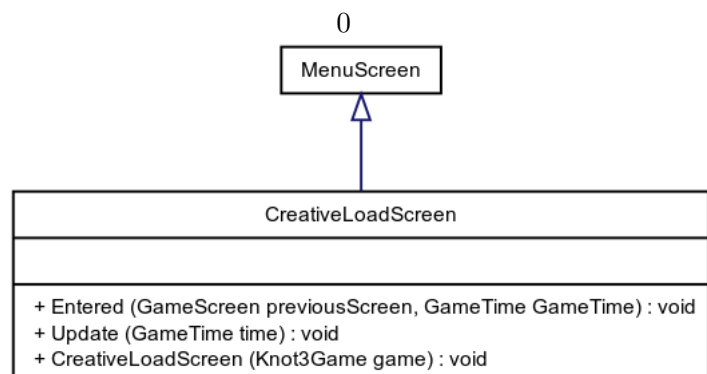 0
MenuScreen
CreativeLoadScreen
+ Entered (GameScreen previousScreen, GameTime GameTime) : void
+ Update (GameTime time) : void
+ CreativeLoadScreen (Knot3Game game) : void